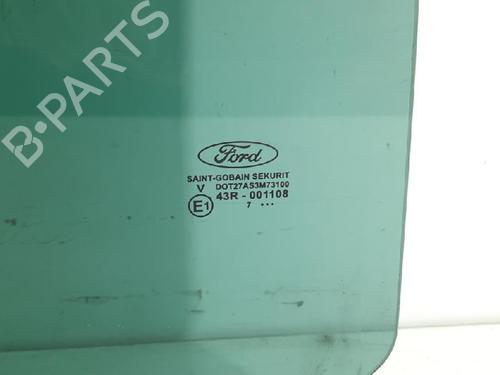 B-PARTS
Ford
SAINT-GOBAIN SEKURIT
V DOT27AS3M73100
E1 43R - 001108
7 •••